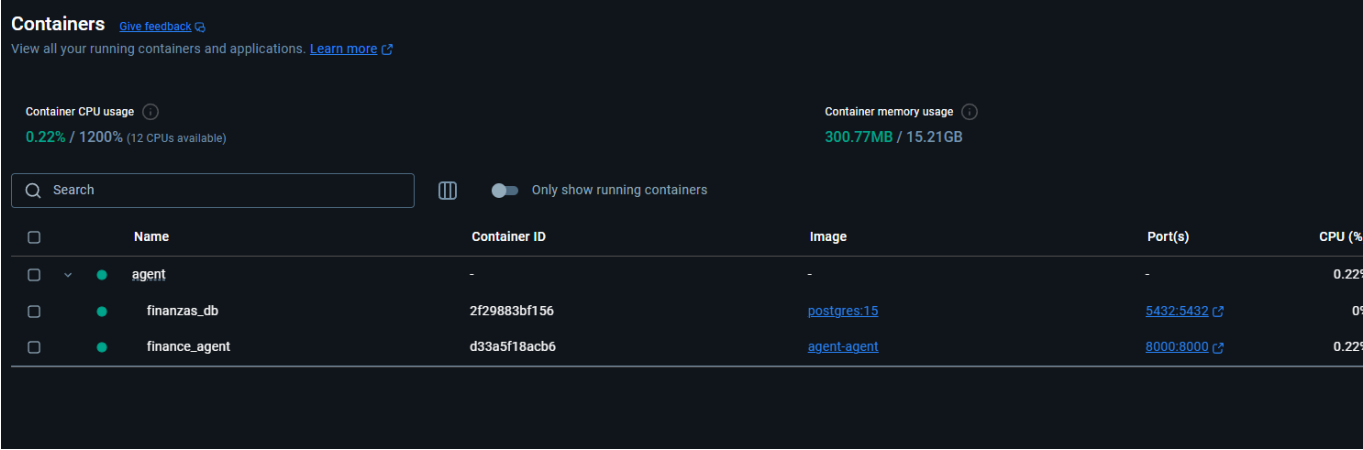 Containers Give feedback
View all your running containers and applications. Learn more
Container CPU usage
0.22% / 1200% (12 CPUs available)
Container memory usage
300.77MB / 15.21GB
Search
Only show running containers
Name Container ID Image Port(s) CPU (%
agent - - - 0.22%
finanzas_db 2f29883bf156 postgres:15 5432:5432 0%
finance_agent d33a5f18acb6 agent-agent 8000:8000 0.22%